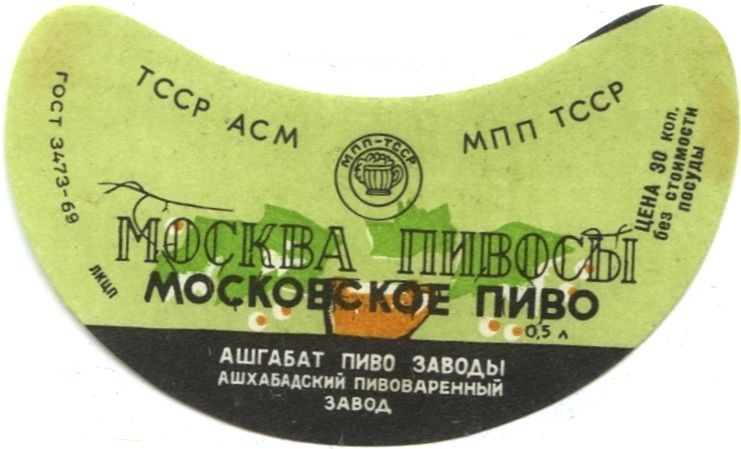 ГОСТ 3473-69
ТССР АСМ
МПП-ТССР
МПП ТССР
ЦЕНА 30 коп.
без стоимости
посуды
МОСКВА ПИВОСЫ
МОСКОВСКОЕ ПИВО
ЛКЦП
0,5 л
АШГАБАТ ПИВО ЗАВОДЫ
АШХАБАДСКИЙ ПИВОВАРЕННЫЙ
ЗАВОД